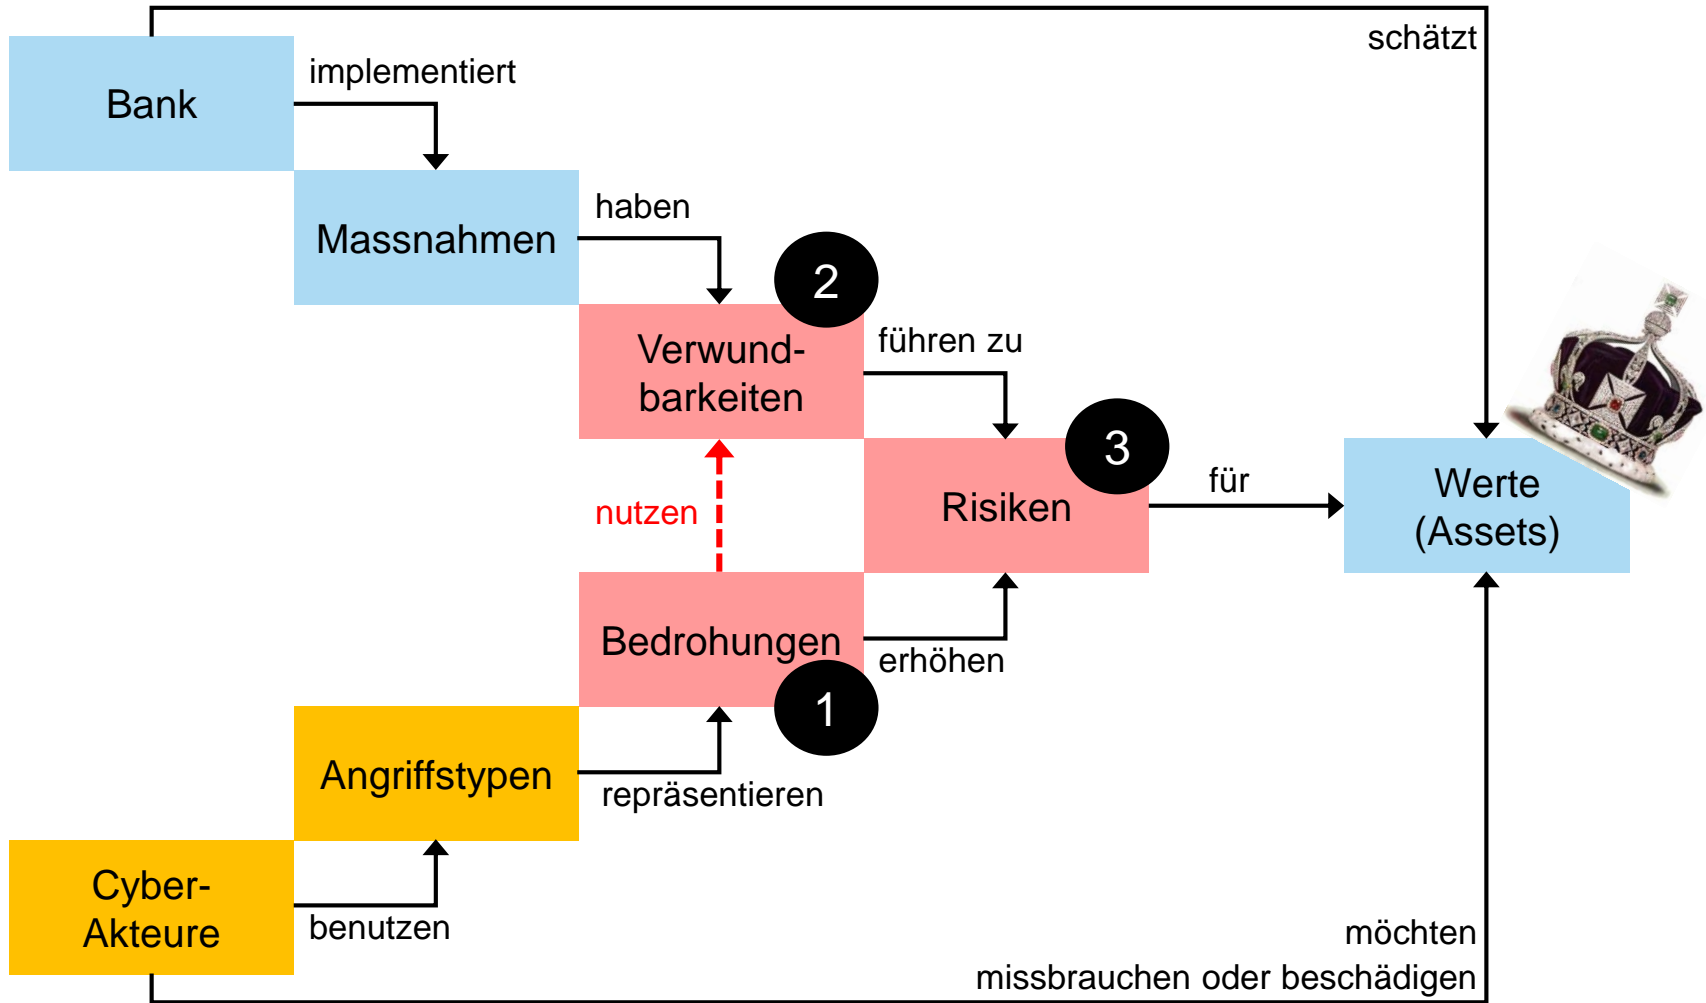 schätzt
implementiert
Bank
haben
Massnahmen
2
führen zu
Verwund-
barkeiten
3
für
Werte
(Assets)
Risiken
nutzen
Bedrohungen
erhöhen
1
Angriffstypen
repräsentieren
Cyber-
Akteure
benutzen
möchten
missbrauchen oder beschädigen